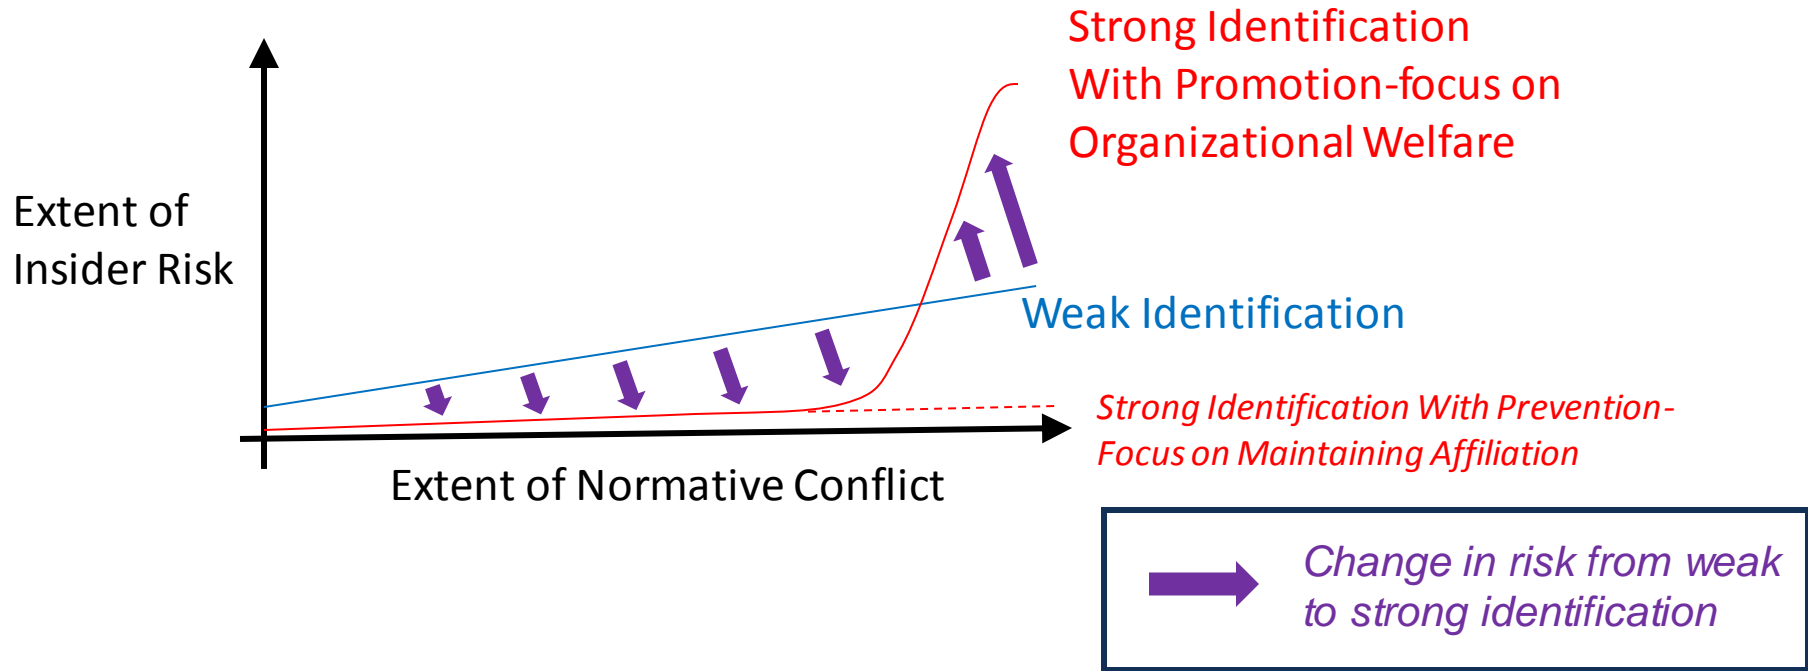 Strong Identification
With Promotion-focus on
Organizational Welfare
Extent of
Insider Risk
Weak Identification
Strong Identification With Prevention-
Focus on Maintaining Affiliation
Extent of Normative Conflict
Change in risk from weak
to strong identification